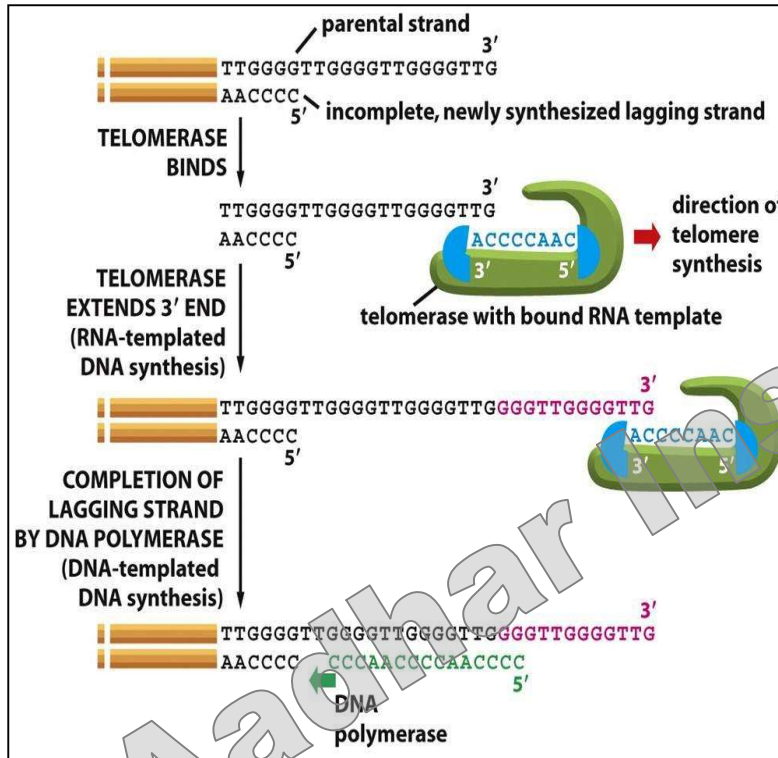 parental strand
3′
TTGGGGTTGGGGTTGGGGTTG
AACCCC
5′
incomplete, newly synthesized lagging strand
TELOMERASE
BINDS
3′
TTGGGGTTGGGGTTGGGGTTG
AACCCC
5′
ACCCCAAC
3′ 5′
direction of
telomere
synthesis
telomerase with bound RNA template
TELOMERASE
EXTENDS 3′ END
(RNA-templated
DNA synthesis)
3′
TTGGGGTTGGGGTTGGGGTTGGGGTTGGGGTTG
AACCCC
5′
ACCCCAAC
3′ 5′
COMPLETION OF
LAGGING STRAND
BY DNA POLYMERASE
(DNA-templated
DNA synthesis)
3′
TTGGGGTTGGGGTTGGGGTTGGGGTTGGGGTTG
AACCCC CCCAACCCCAACCCC
5′
DNA
polymerase
Aadhar Ins